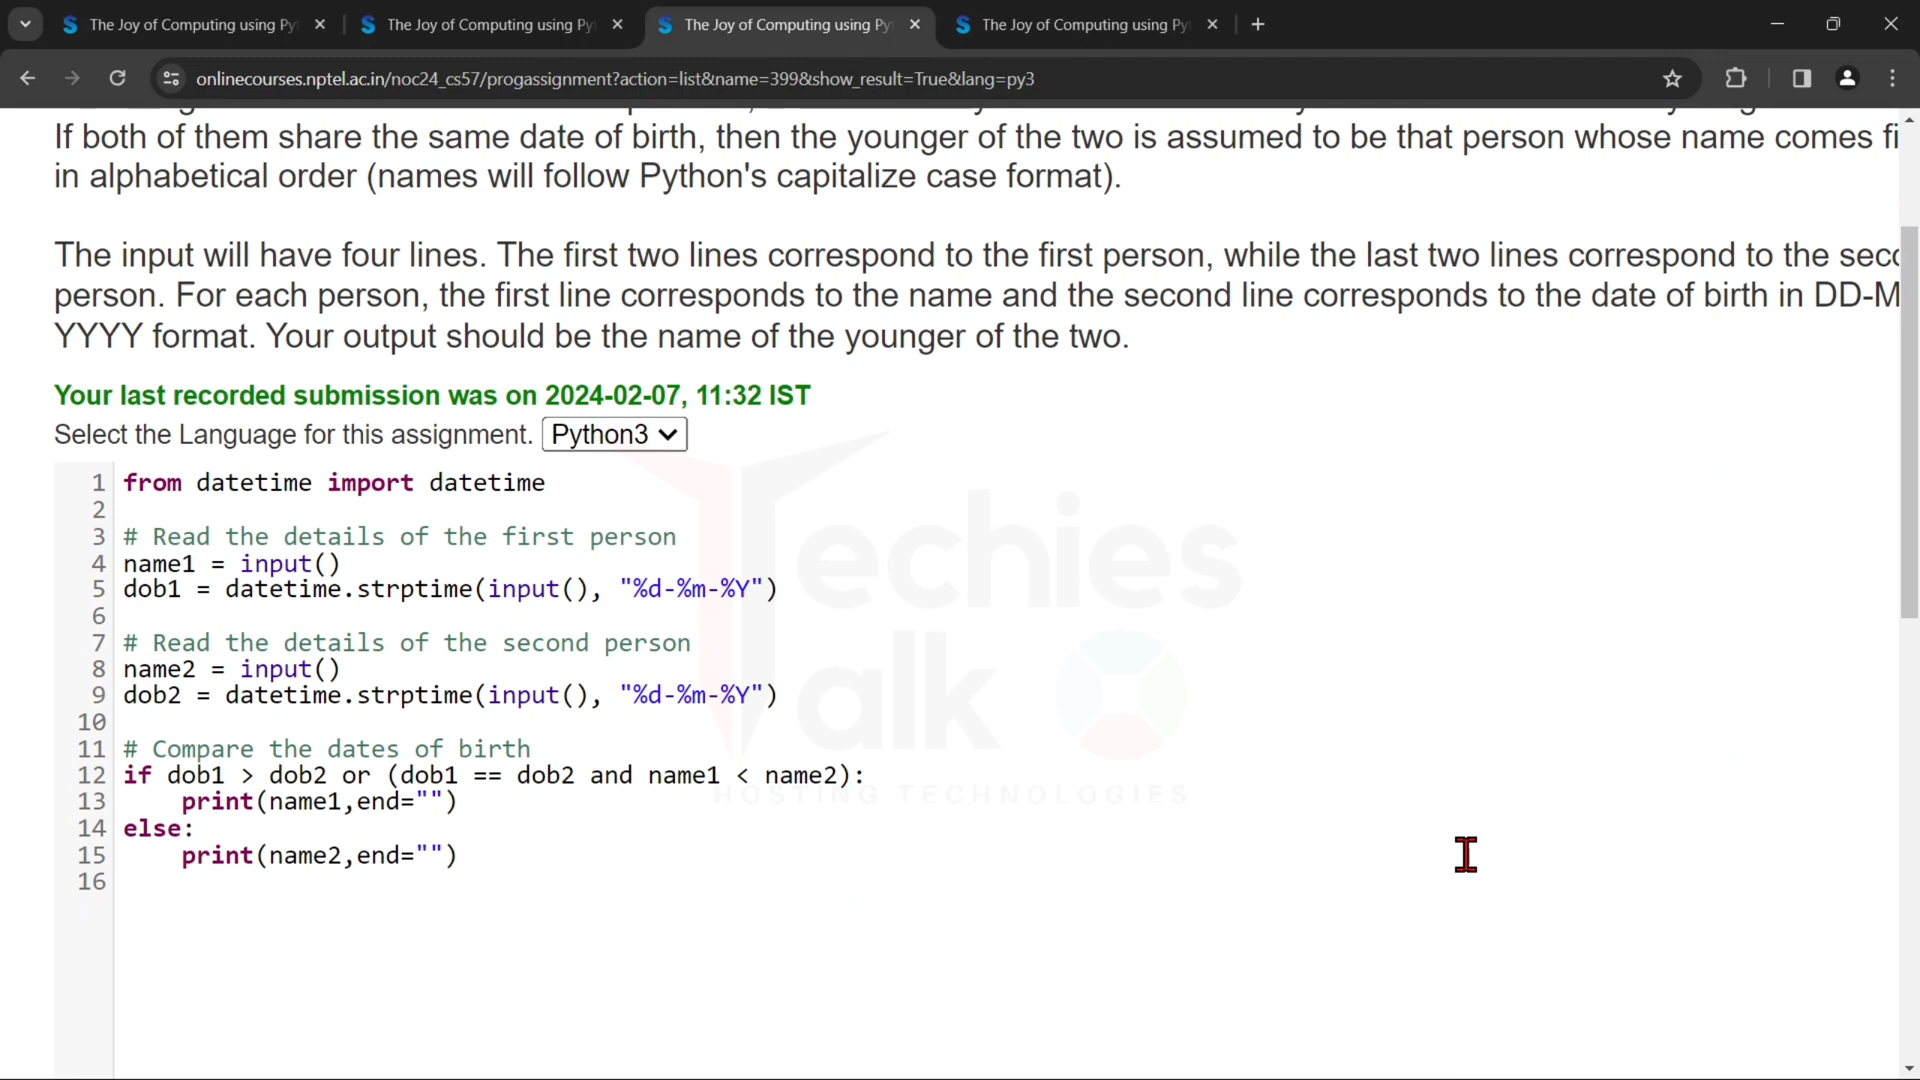 The Joy of Computing using Py
The Joy of Computing using Py
The Joy of Computing using Py
The Joy of Computing using Py
onlinecourses.nptel.ac.in/noc24_cs57/progassignment?action=list&name=399&show_result=True&lang=py3
If both of them share the same date of birth, then the younger of the two is assumed to be that person whose name comes fi
in alphabetical order (names will follow Python's capitalize case format).
The input will have four lines. The first two lines correspond to the first person, while the last two lines correspond to the seco
person. For each person, the first line corresponds to the name and the second line corresponds to the date of birth in DD-M
YYYY format. Your output should be the name of the younger of the two.
Your last recorded submission was on 2024-02-07, 11:32 IST
Select the Language for this assignment. Python3
1 from datetime import datetime
2
3 # Read the details of the first person
4 name1 = input()
5 dob1 = datetime.strptime(input(), "%d-%m-%Y")
6
7 # Read the details of the second person
8 name2 = input()
9 dob2 = datetime.strptime(input(), "%d-%m-%Y")
10
11 # Compare the dates of birth
12 if dob1 > dob2 or (dob1 == dob2 and name1 < name2):
13     print(name1,end="")
14 else:
15     print(name2,end="")
16
Techies
Talk
HOSTING TECHNOLOGIES